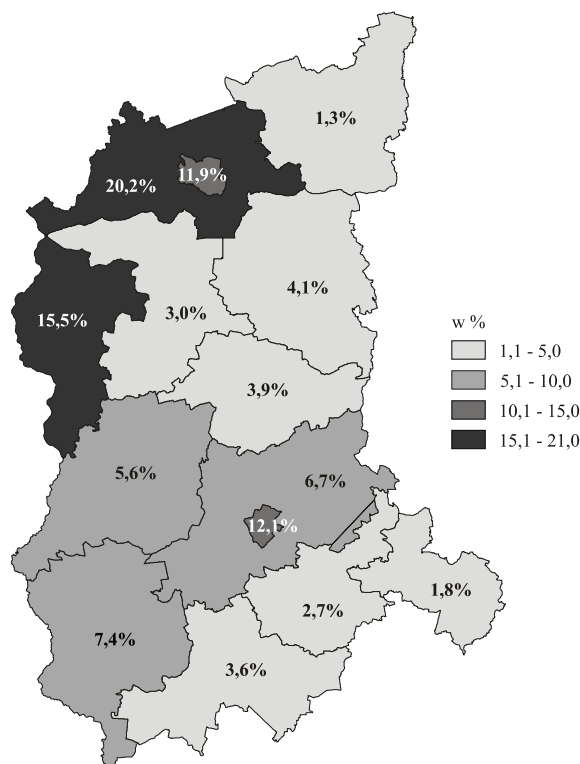 1,3%
11,9%
20,2%
4,1%
3,0%
15,5%
w %
1,1 - 5,0
5,1 - 10,0
10,1 - 15,0
15,1 - 21,0
3,9%
5,6%
6,7%
12,1%
1,8%
2,7%
7,4%
3,6%